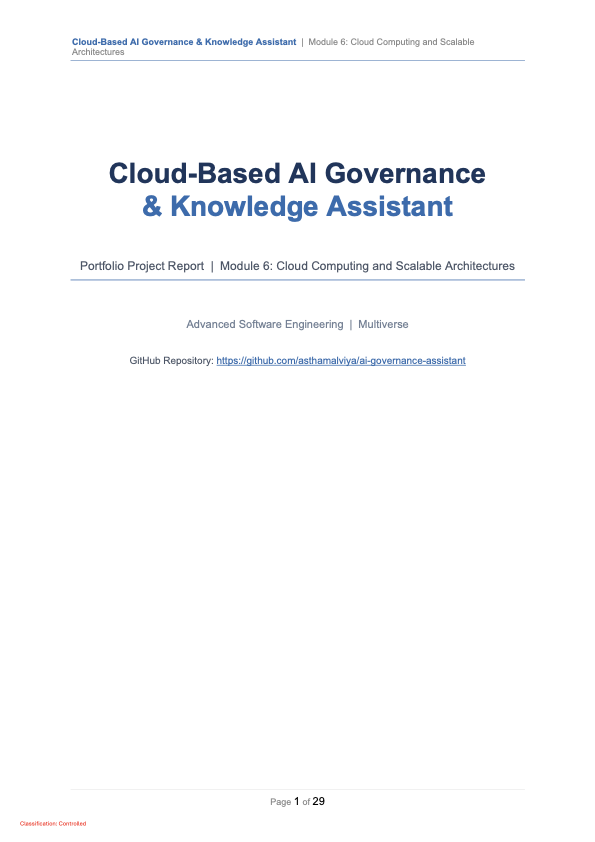 Cloud-Based AI Governance & Knowledge Assistant | Module 6: Cloud Computing and Scalable
Architectures
Cloud-Based AI Governance
& Knowledge Assistant
Portfolio Project Report | Module 6: Cloud Computing and Scalable Architectures
Advanced Software Engineering | Multiverse
GitHub Repository: https://github.com/asthamalviya/ai-governance-assistant
Page 1 of 29
Classification: Controlled